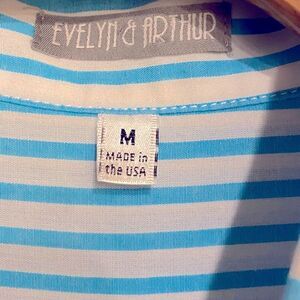 EVELYN & ARTHUR
M
MADE in
the USA